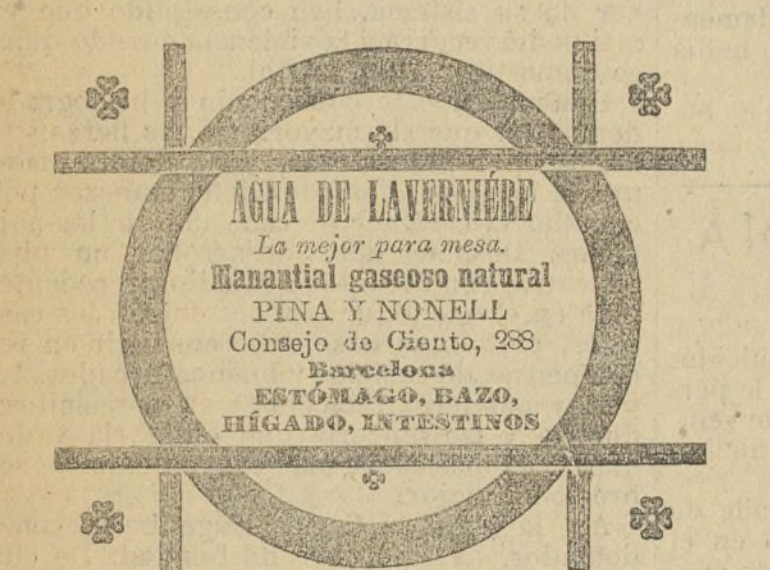 AGUA DE LAVERNIÉRE
La mejor para mesa.
Manantial gaseoso natural
PINA Y NONELL
Consejo de Ciento, 288
Barcelona
ESTÓMAGO, BAZO,
HÍGADO, INTESTINOS